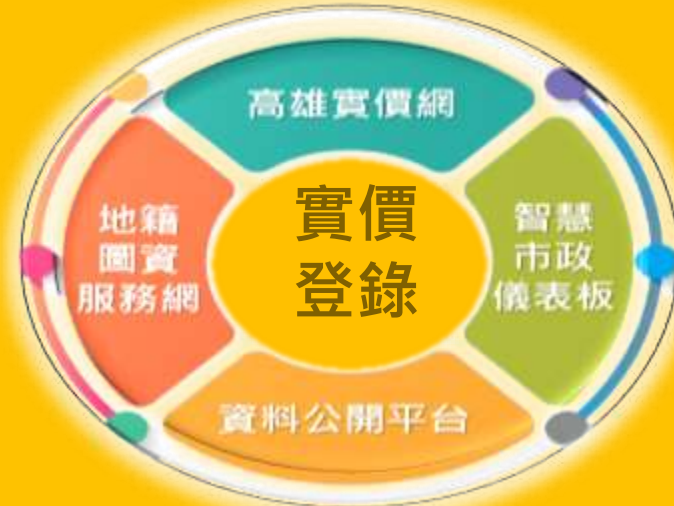 高雄實價網
地籍
圖資
服務網
實價
登錄
智慧
市政
儀表板
資料公開平台